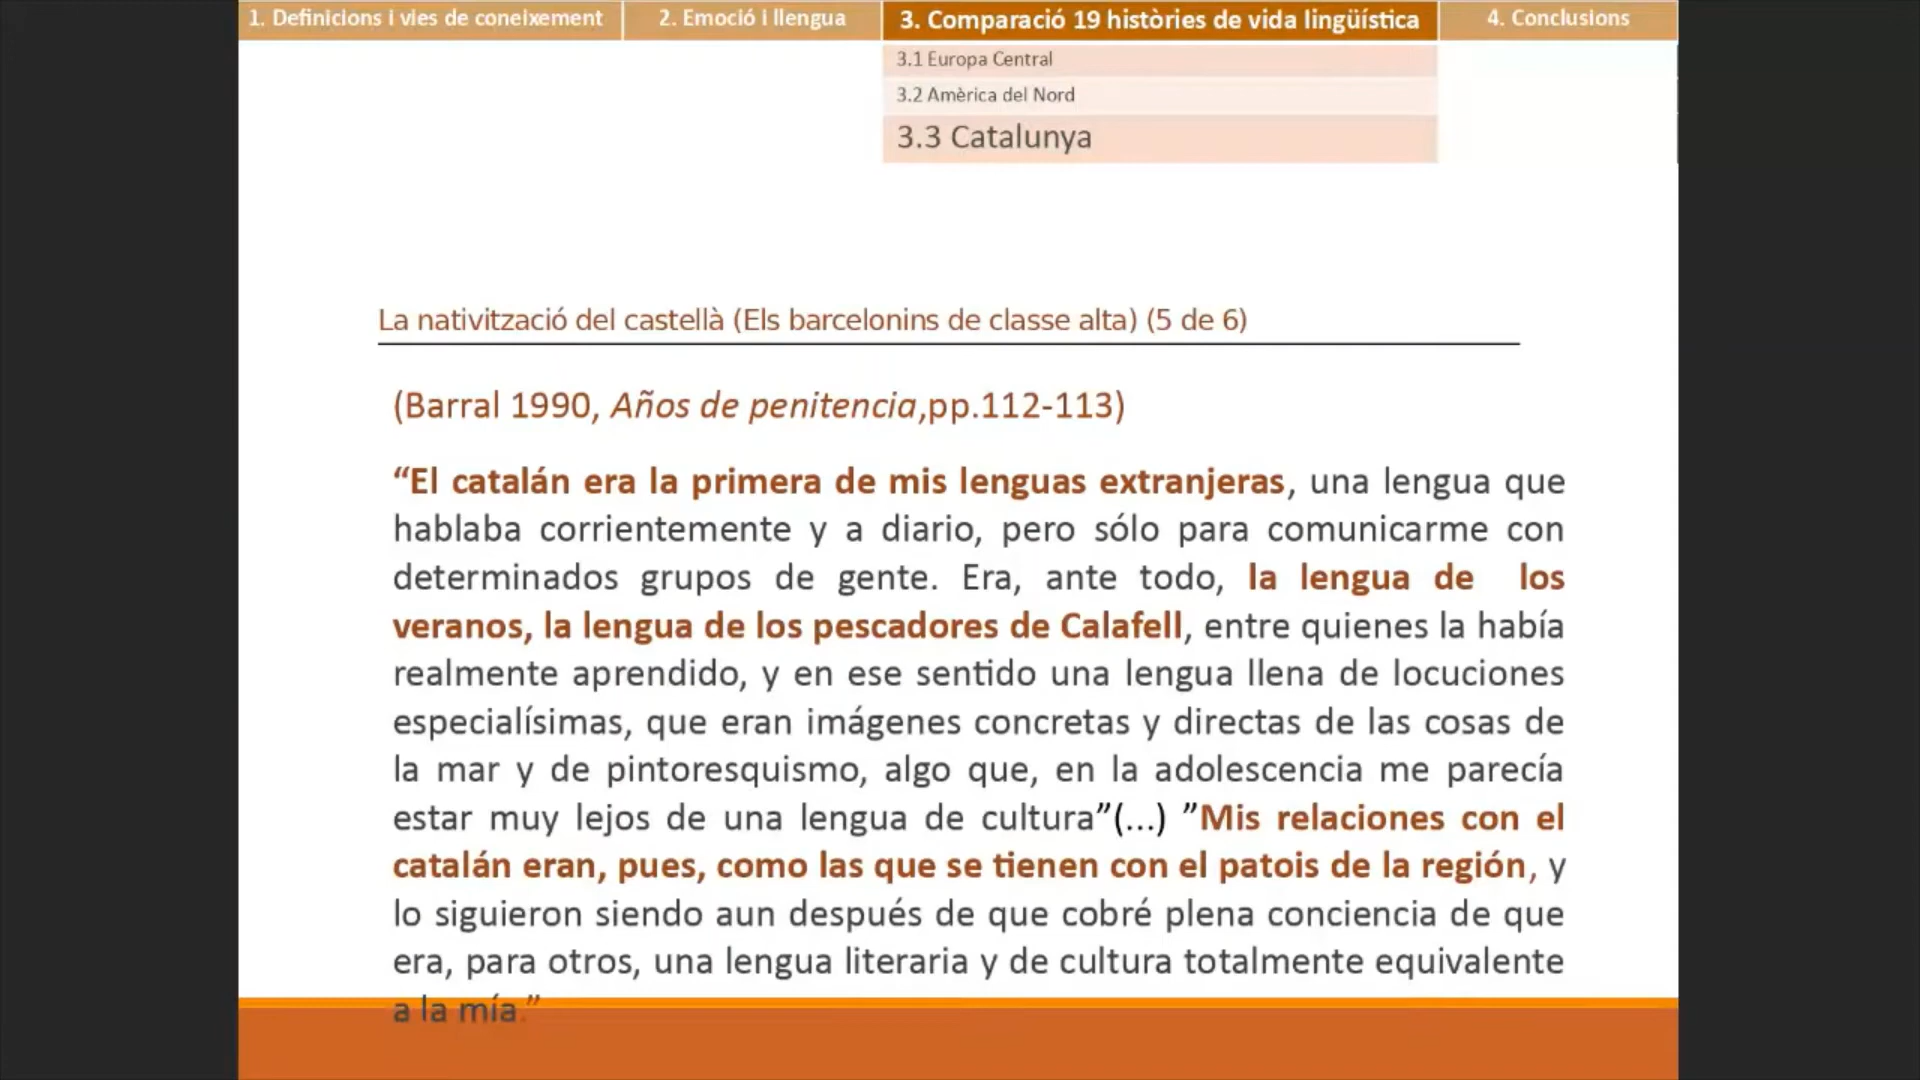 1. Definicions i vies de coneixement
2. Emoció i llengua
3. Comparació 19 històries de vida lingüística
4. Conclusions
3.1 Europa Central
3.2 Amèrica del Nord
3.3 Catalunya
La nativització del castellà (Els barcelonins de classe alta) (5 de 6)
(Barral 1990, Años de penitencia,pp.112-113)
“El catalán era la primera de mis lenguas extranjeras, una lengua que
hablaba corrientemente y a diario, pero sólo para comunicarme con
determinados grupos de gente. Era, ante todo, la lengua de los
veranos, la lengua de los pescadores de Calafell, entre quienes la había
realmente aprendido, y en ese sentido una lengua llena de locuciones
especialísimas, que eran imágenes concretas y directas de las cosas de
la mar y de pintoresquismo, algo que, en la adolescencia me parecía
estar muy lejos de una lengua de cultura”(...) ”Mis relaciones con el
catalán eran, pues, como las que se tienen con el patois de la región, y
lo siguieron siendo aun después de que cobré plena conciencia de que
era, para otros, una lengua literaria y de cultura totalmente equivalente
a la mía.”